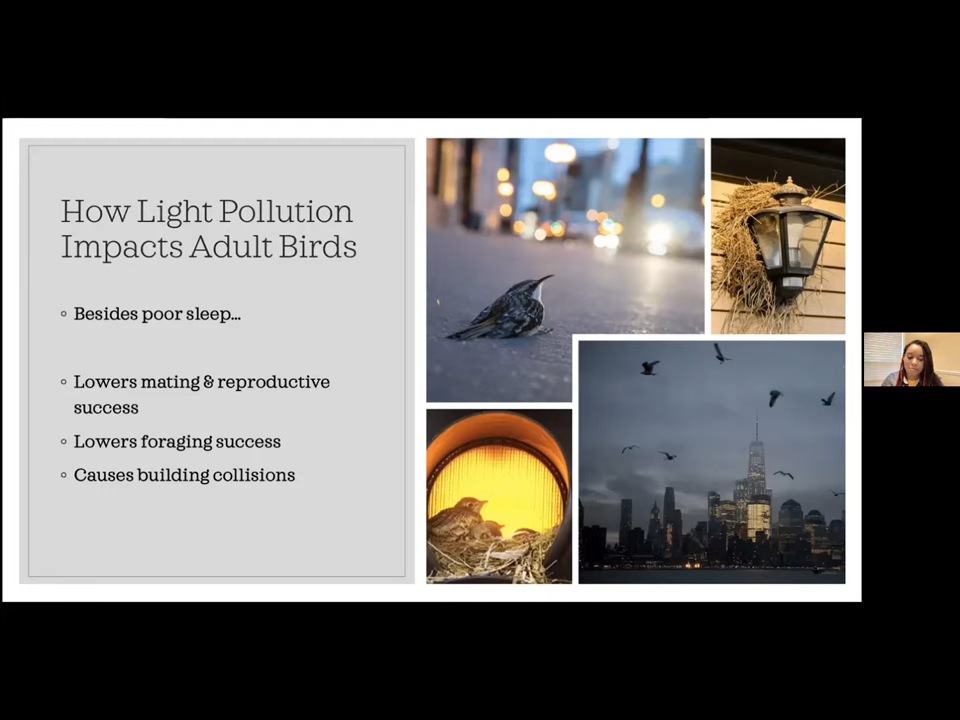 How Light Pollution
Impacts Adult Birds
Besides poor sleep...
Lowers mating & reproductive
success
Lowers foraging success
Causes building collisions